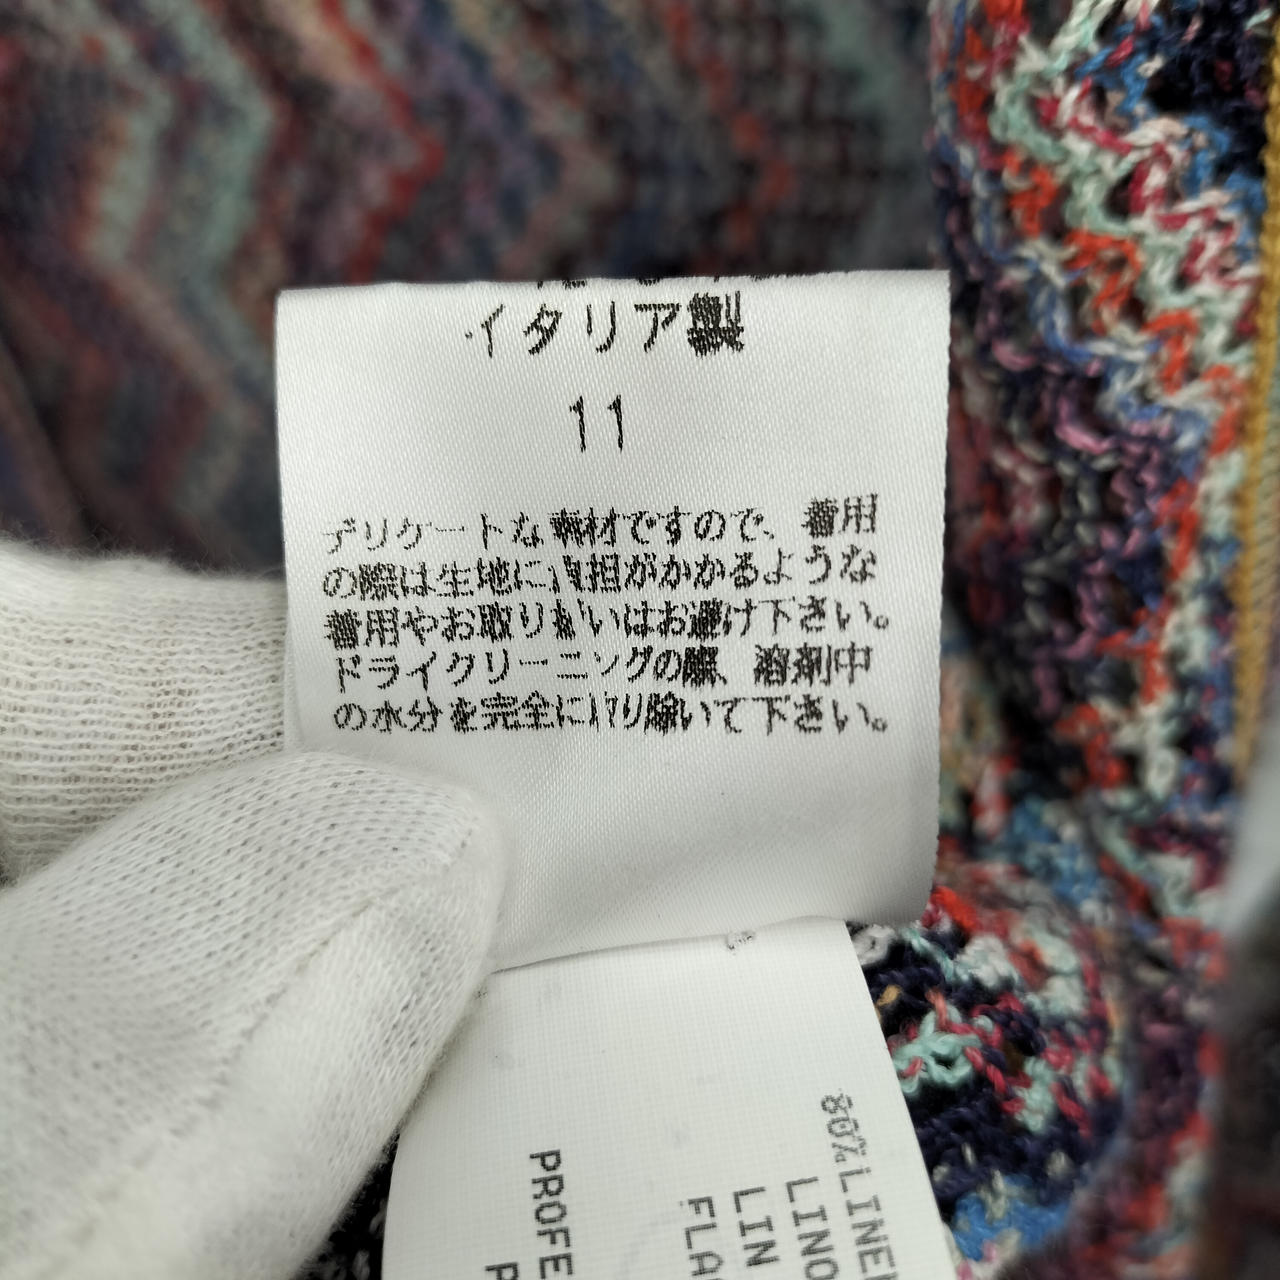 イタリア製
11
デリケートな素材ですので、着用
の際は生地に負担がかかるような
着用やお取り扱いはお避け下さい。
ドライクリーニングの際、溶剤中
の水分を完全に取り除いて下さい。
80%LINEN
LINO
LIN
FLA
PROFE
P